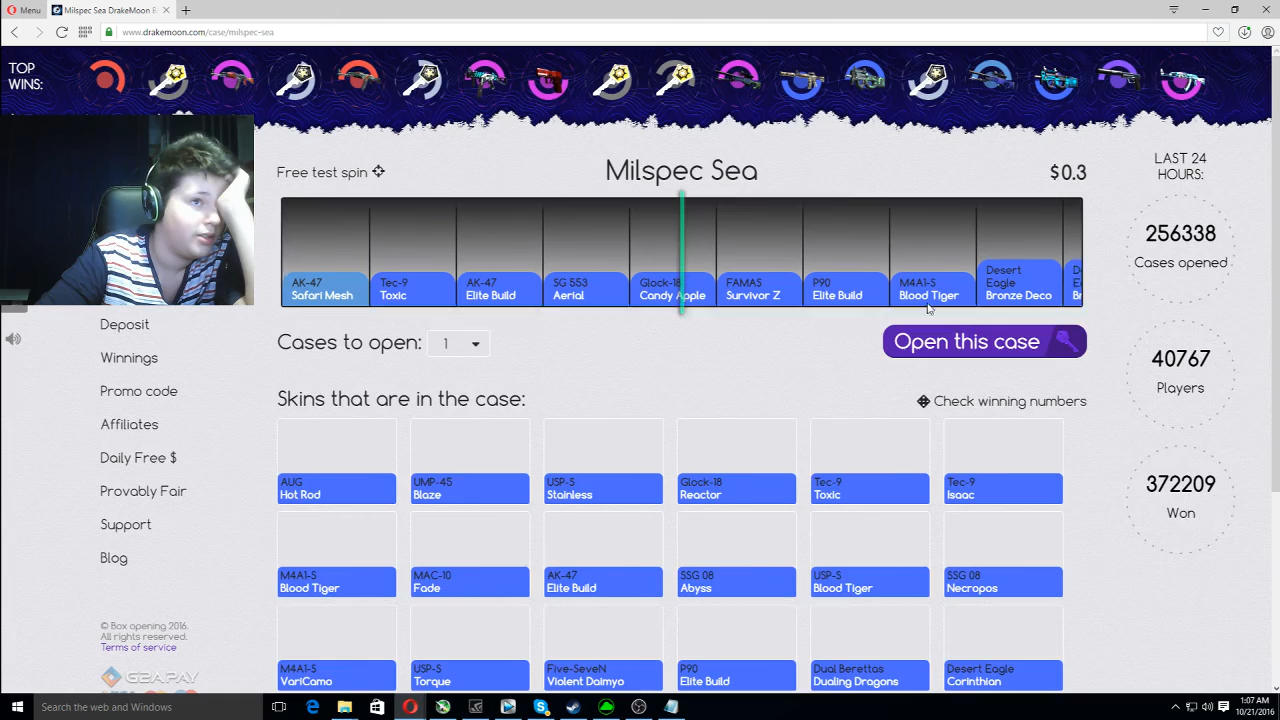 Menu
Milspec Sea DrakeMoon B
www.drakemoon.com/case/milspec-sea
TOP
WINS:
Free test spin
Milspec Sea
$0.3
AK-47
Safari Mesh
Tec-9
Toxic
AK-47
Elite Build
SG 553
Aerial
Glock-18
Candy Apple
FAMAS
Survivor Z
P90
Elite Build
M4A1-S
Blood Tiger
Desert
Eagle
Bronze Deco
Cases to open:
1
Open this case
Skins that are in the case:
Check winning numbers
AUG
Hot Rod
UMP-45
Blaze
USP-S
Stainless
Glock-18
Reactor
Tec-9
Toxic
Tec-9
Isaac
M4A1-S
Blood Tiger
MAC-10
Fade
AK-47
Elite Build
SSG 08
Abyss
USP-S
Blood Tiger
SSG 08
Necropos
M4A1-S
VariCamo
USP-S
Torque
Five-SeveN
Violent Daimyo
P90
Elite Build
Dual Berettas
Dualing Dragons
Desert Eagle
Corinthian
LAST 24
HOURS:
256338
Cases opened
40767
Players
372209
Won
Deposit
Winnings
Promo code
Affiliates
Daily Free $
Provably Fair
Support
Blog
© Box opening 2016.
All rights reserved.
Terms of service
G2A PAY
Search the web and Windows
1:07 AM
10/21/2016